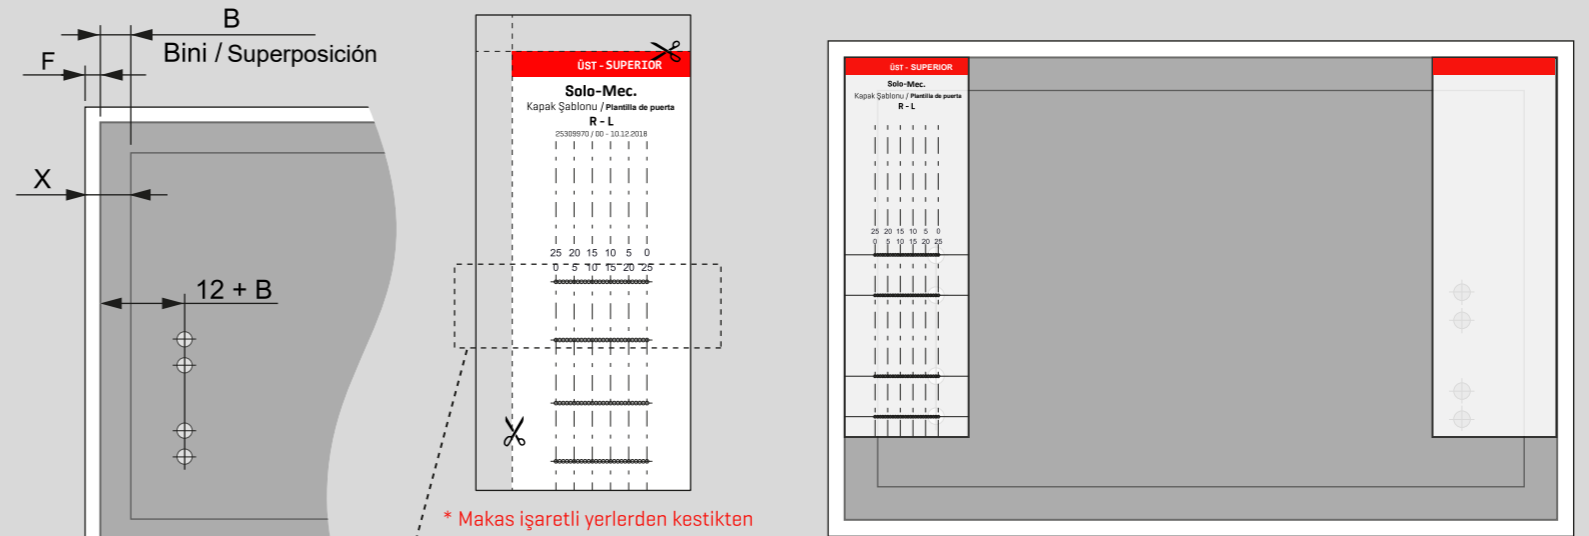 B
Bini / Superposición
F
X
12 + B
ÜST - SUPERIOR
Solo-Mec.
Kapak Şablonu / Plantilla de puerta
R - L
25309970 / 00 - 10.12.2018
25 20 15 10 5 0
0 5 10 15 20 25
* Makas işaretli yerlerden kestikten
ÜST - SUPERIOR
Solo-Mec.
Kapak Şablonu / Plantilla de puerta
R - L
25 20 15 10 5 0
0 5 10 15 20 25